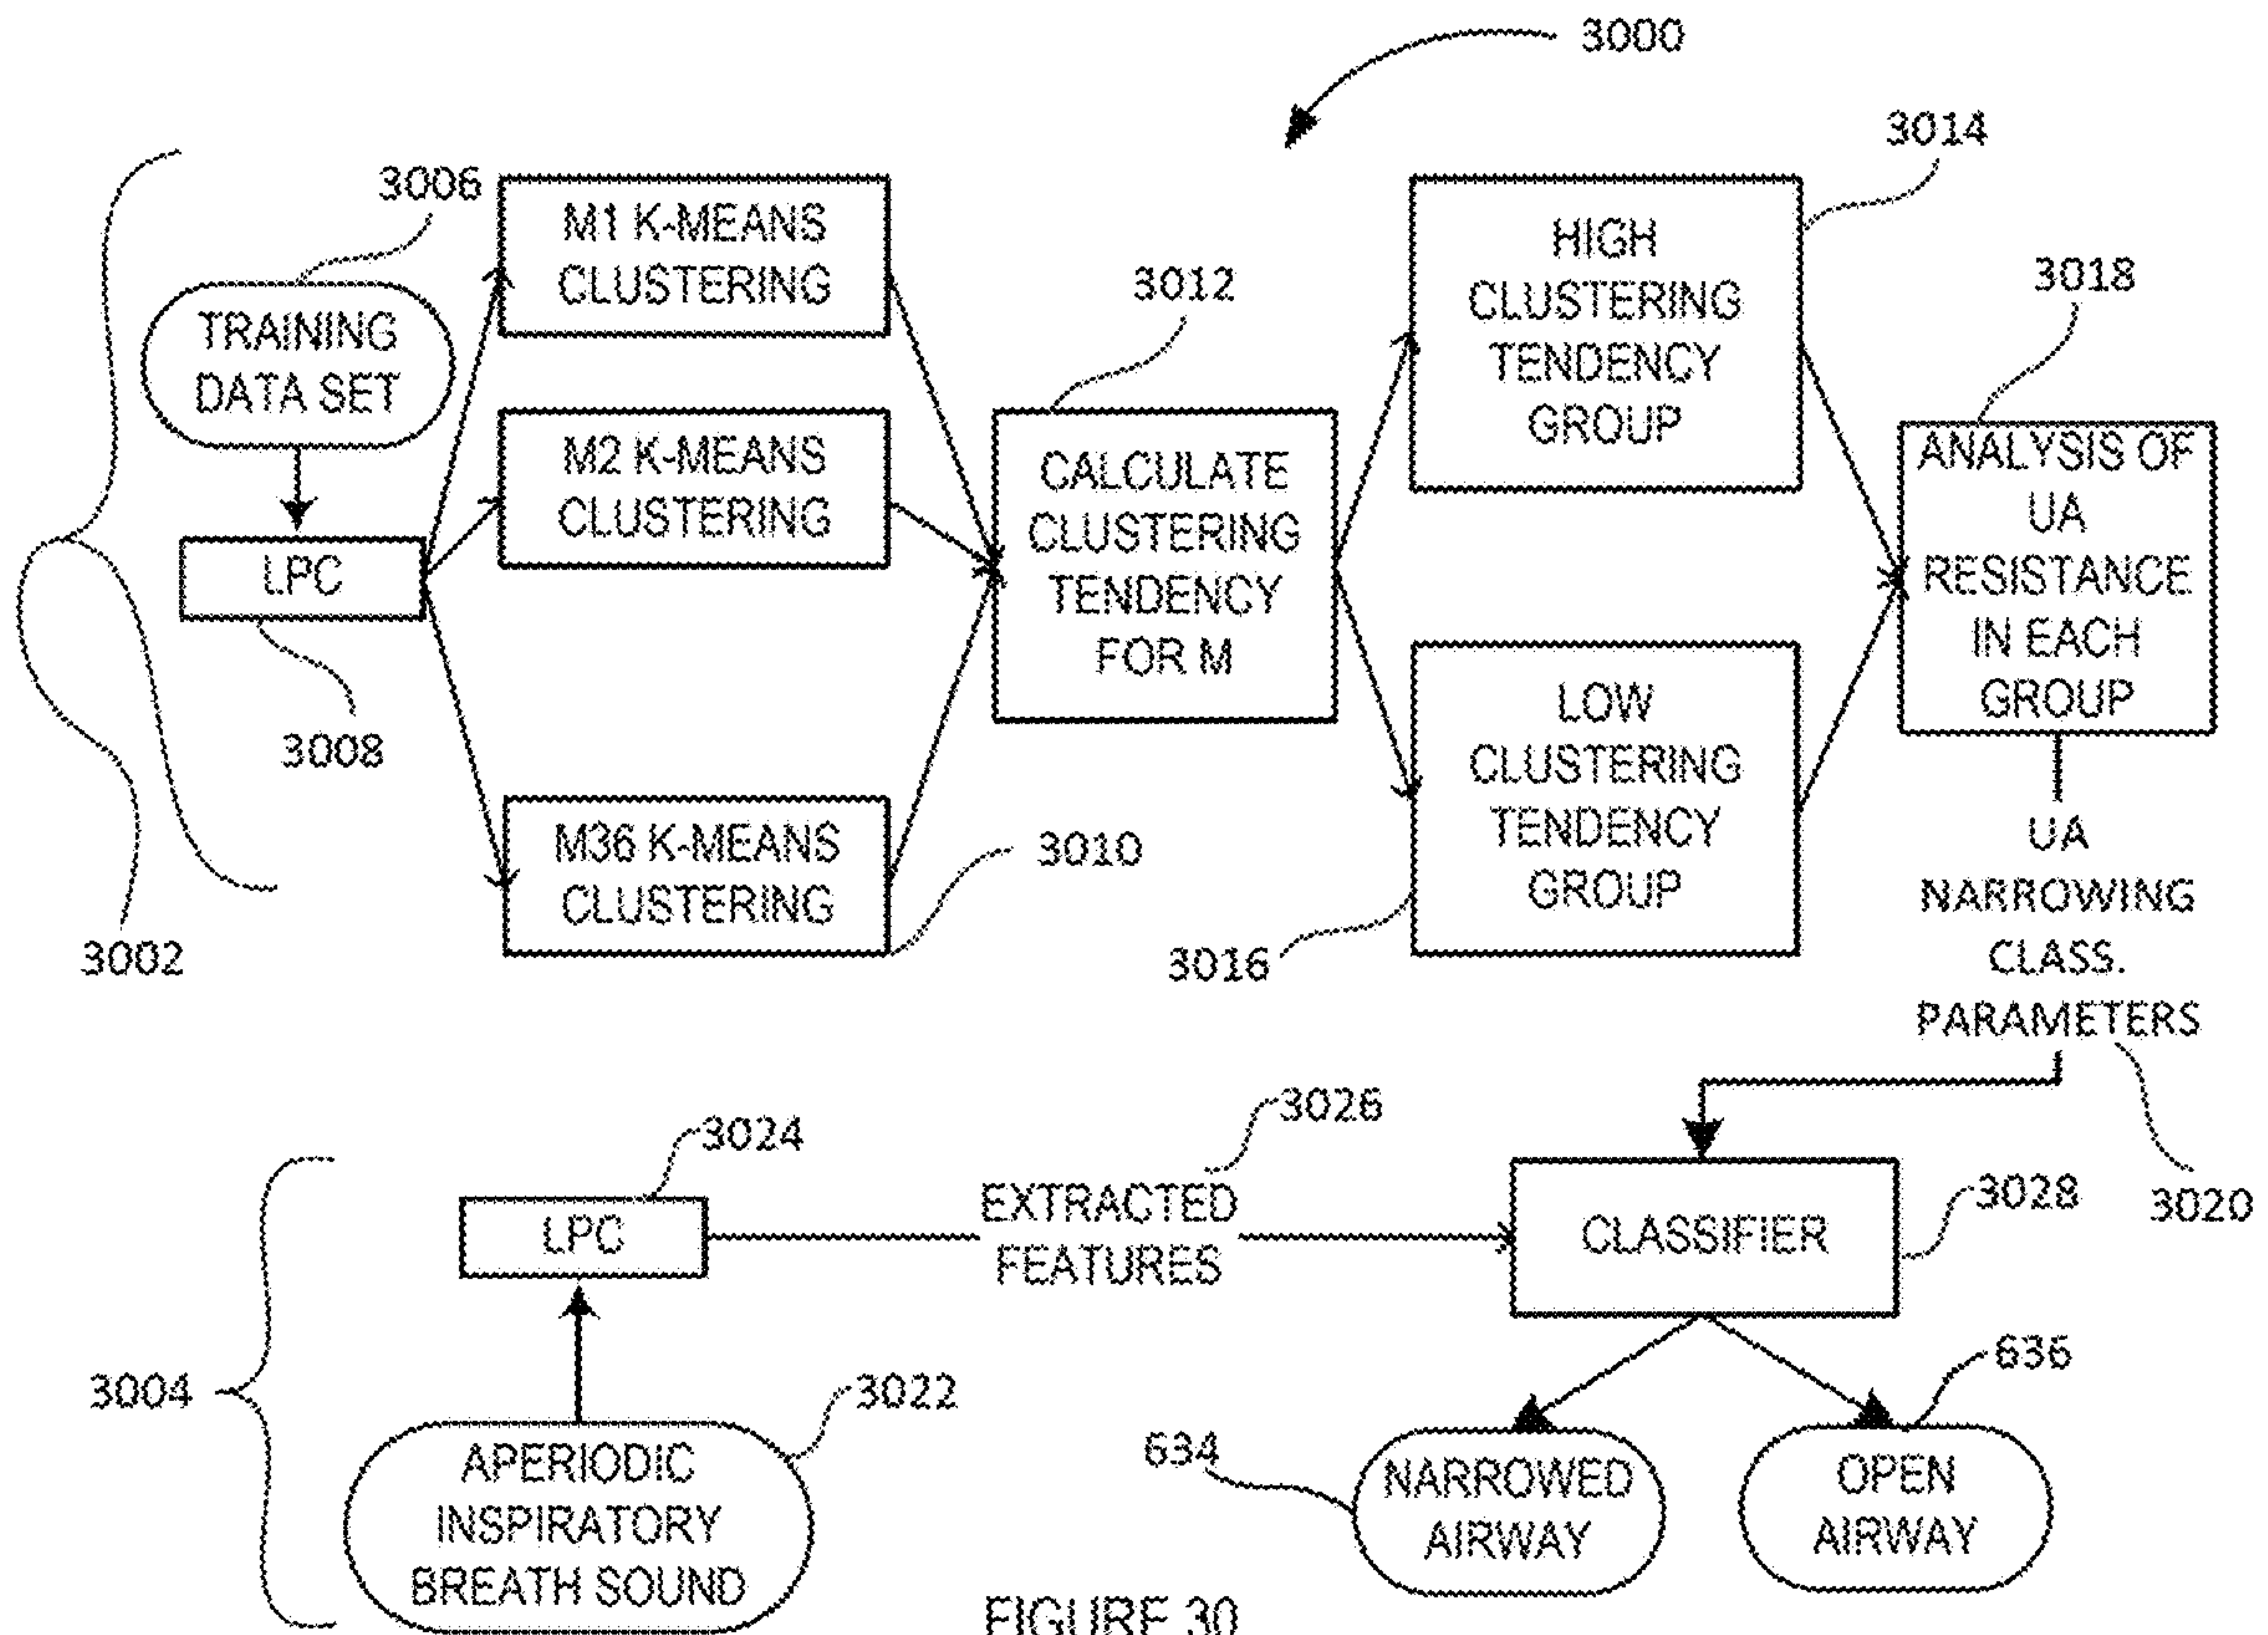 3000
3014
3006
M1 K-MEANS
CLUSTERING
HIGH
CLUSTERING
TENDENCY
GROUP
3012
3018
TRAINING
DATA SET
M2 K-MEANS
CLUSTERING
CALCULATE
CLUSTERING
TENDENCY
FOR M
ANALYSIS OF
UA
RESISTANCE
IN EACH
GROUP
LPC
3008
LOW
CLUSTERING
TENDENCY
GROUP
M36 K-MEANS
CLUSTERING
3010
3002
3016
UA
NARROWING
CLASS.
PARAMETERS
3020
3024
3026
LPC
EXTRACTED
FEATURES
CLASSIFIER
3028
3004
3022
APERIODIC
INSPIRATORY
BREATH SOUND
634
636
NARROWED
AIRWAY
OPEN
AIRWAY
FIGURE 30